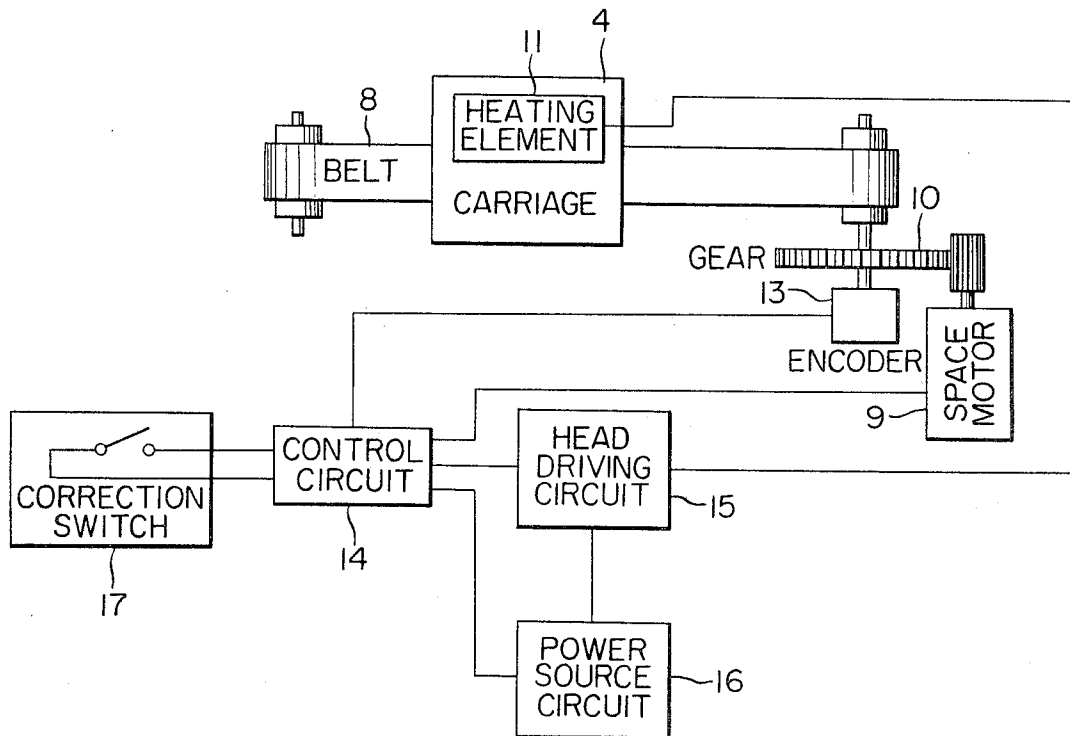 4
11
HEATING
ELEMENT
8
BELT
CARRIAGE
10
GEAR
13
ENCODER
SPACE
MOTOR
9
CORRECTION
SWITCH
17
CONTROL
CIRCUIT
14
HEAD
DRIVING
CIRCUIT
15
POWER
SOURCE
CIRCUIT
16